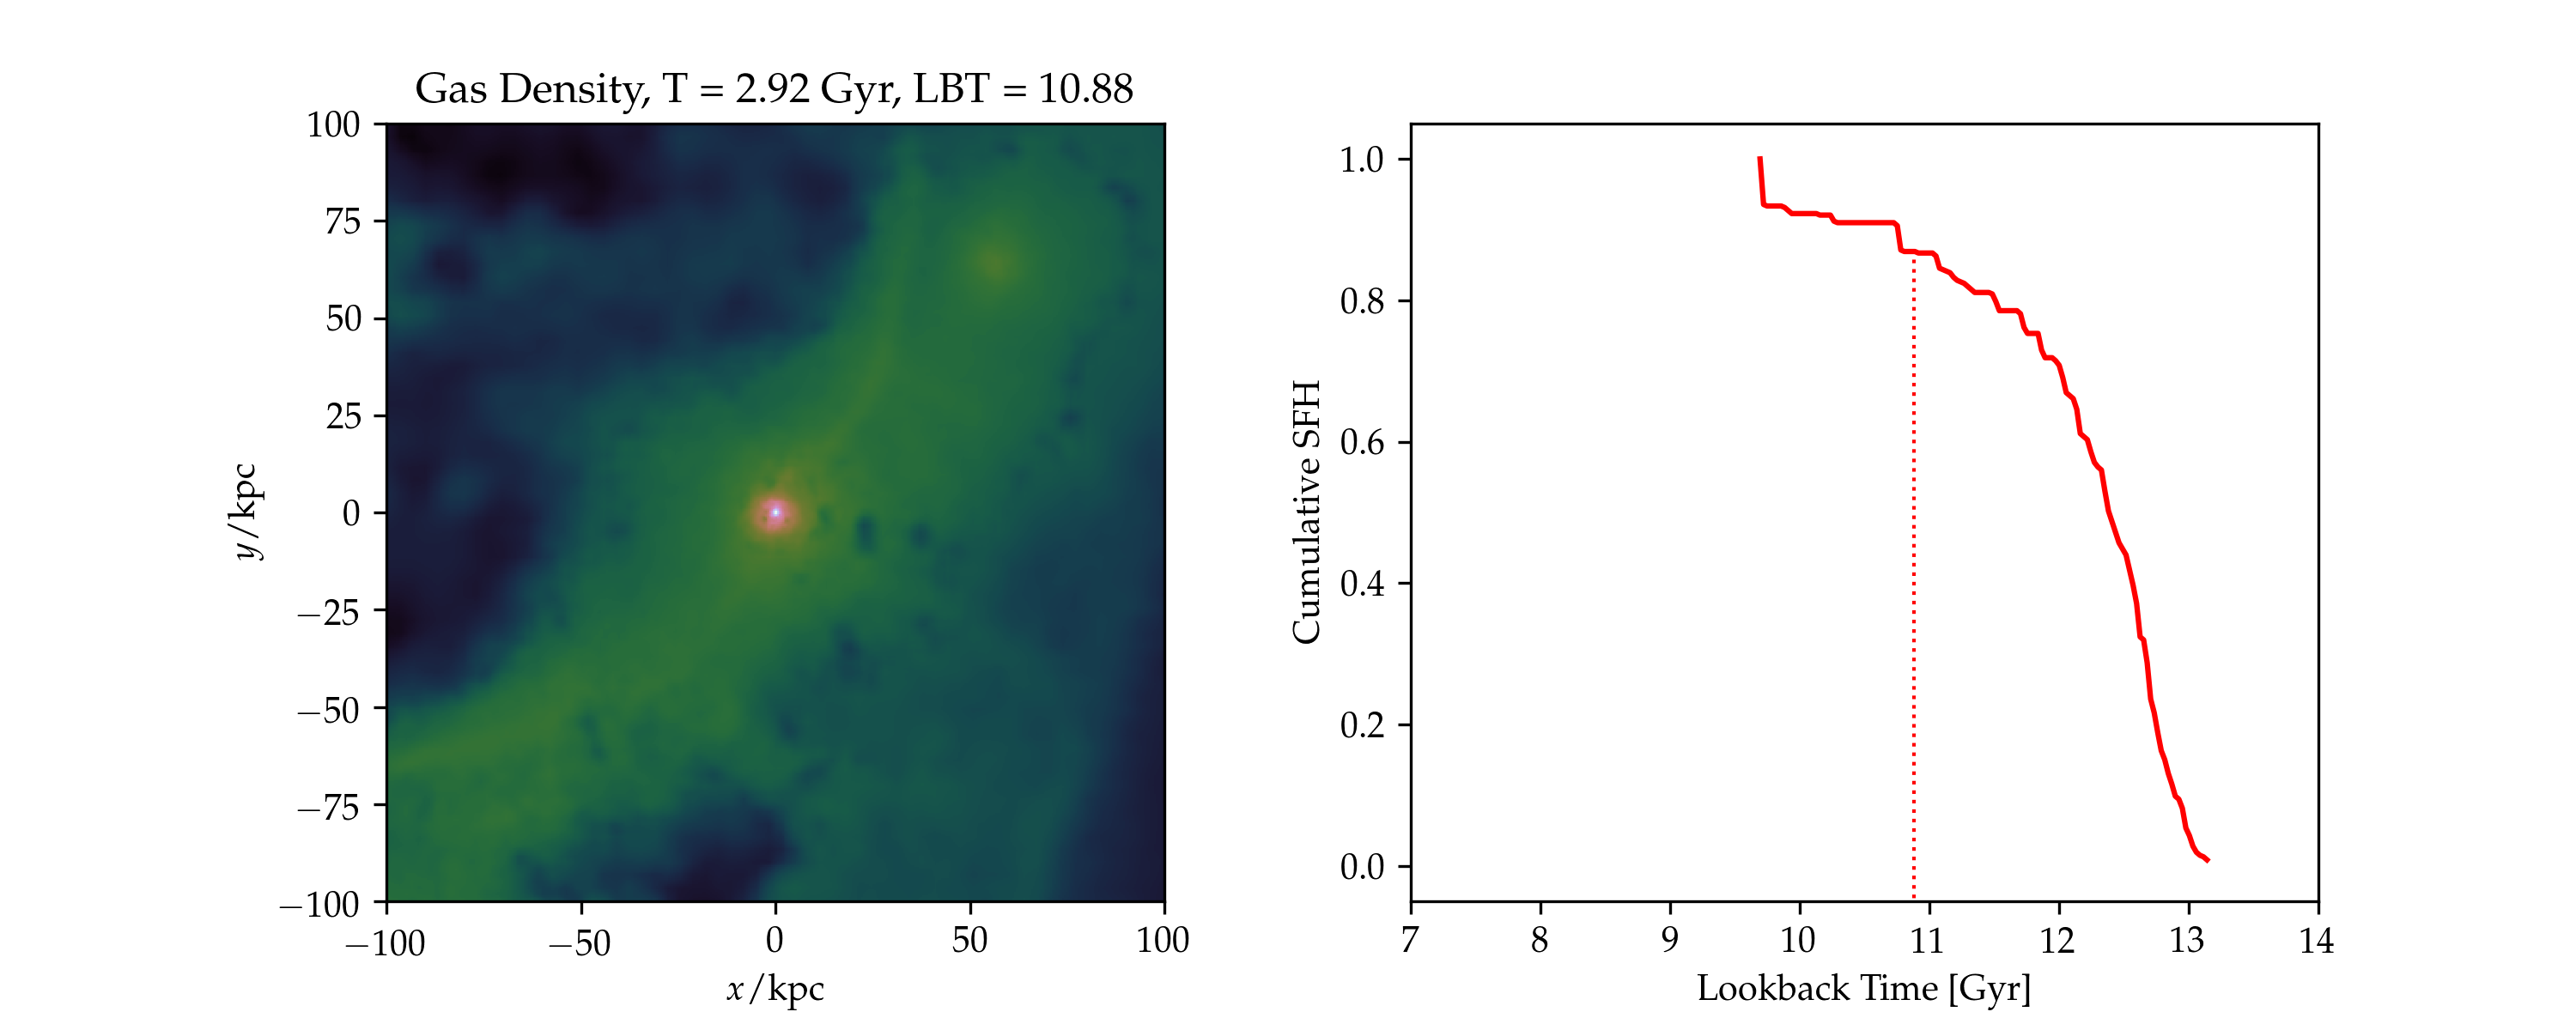 Gas Density, T = 2.92 Gyr, LBT = 10.88
100
75
50
25
0
−25
−50
−75
−100
y/kpc
−100 −50 0 50 100
x/kpc
1.0
0.8
0.6
0.4
0.2
0.0
Cumulative SFH
7 8 9 10 11 12 13 14
Lookback Time [Gyr]